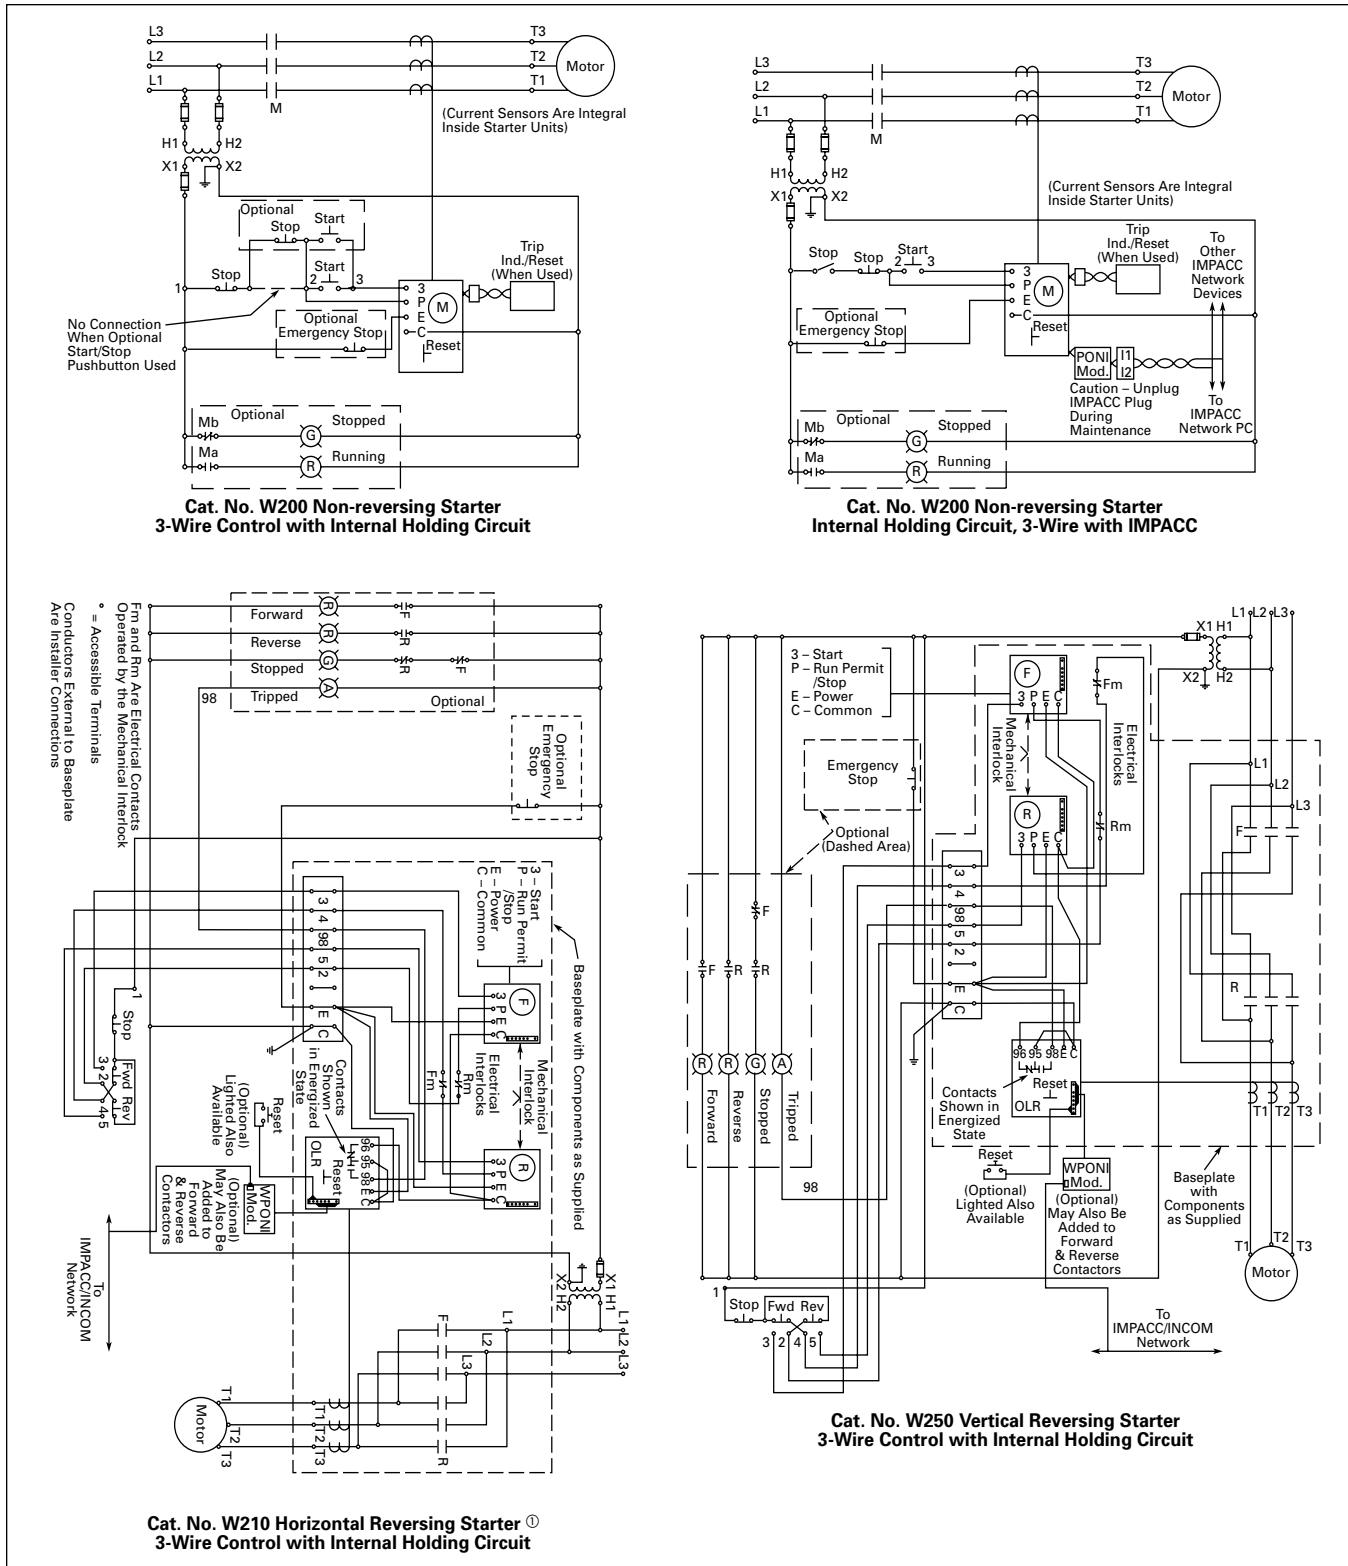 L3
L2
L1
T3
T2
T1
Motor
M
(Current Sensors Are Integral
Inside Starter Units)
H1
H2
X1
X2
Optional
Stop
Start
1
Stop
2
Start
3
3
P
E
C
M
Reset
Trip
Ind./Reset
(When Used)
No Connection
When Optional
Start/Stop
Pushbutton Used
Optional
Emergency Stop
Optional
Mb
G
Stopped
Ma
R
Running
Cat. No. W200 Non-reversing Starter
3-Wire Control with Internal Holding Circuit
L3
L2
L1
T3
T2
T1
Motor
M
H1
H2
X1
X2
(Current Sensors Are Integral
Inside Starter Units)
Stop
Stop
Start
2
3
3
P
E
C
M
Reset
Trip
Ind./Reset
(When Used)
To
Other
IMPACC
Network
Devices
Optional
Emergency Stop
PONI
Mod.
I1
I2
Caution – Unplug
IMPACC Plug
During
Maintenance
To
IMPACC
Network PC
Optional
Mb
G
Stopped
Ma
R
Running
Cat. No. W200 Non-reversing Starter
Internal Holding Circuit, 3-Wire with IMPACC
Fm and Rm Are Electrical Contacts
Operated by the Mechanical Interlock
° = Accessible Terminals
Conductors External to Baseplate
Are Installer Connections
Forward
R
F
Reverse
R
R
Stopped
G
R
F
Tripped
A
Optional
98
Optional
Emergency
Stop
3 – Start
P – Run Permit
/Stop
E – Power
C – Common
Baseplate with Components as Supplied
3
4
98
5
2
E
C
F
3
P
E
C
1
Stop
Fwd
Rev
3
2
4
5
Fm
Rm
Electrical
Interlocks
Mechanical
Interlock
Contacts
Shown
in Energized
State
Reset
(Optional)
Lighted Also
Available
OLR
Reset
96
95
98
E
C
R
3
P
E
C
WPONI
Mod.
(Optional)
May Also Be
Added to
Forward
& Reverse
Contactors
To
IMPACC/INCOM
Network
X2
H2
X1
H1
L1
L2
L3
F
L1
L2
L3
R
T1
T2
T3
T1
T2
T3
Motor
Cat. No. W210 Horizontal Reversing Starter ①
3-Wire Control with Internal Holding Circuit
L1
L2
L3
X1
H1
X2
H2
3 – Start
P – Run Permit
/Stop
E – Power
C – Common
F
3
P
E
C
Fm
Mechanical
Interlock
Electrical
Interlocks
R
3
P
E
C
Rm
Emergency
Stop
Optional
(Dashed Area)
3
4
98
5
2
E
C
L1
L2
L3
F
R
F
F
R
R
R
R
G
A
Forward
Reverse
Stopped
Tripped
96
95
98
E
C
Reset
OLR
Contacts
Shown in
Energized
State
Reset
(Optional)
Lighted Also
Available
WPONI
Mod.
(Optional)
May Also Be
Added to
Forward
& Reverse
Contactors
T1
T2
T3
Baseplate
with
Components
as Supplied
98
T1
T2
T3
Motor
1
Stop
Fwd
Rev
3
2
4
5
To
IMPACC/INCOM
Network
Cat. No. W250 Vertical Reversing Starter
3-Wire Control with Internal Holding Circuit